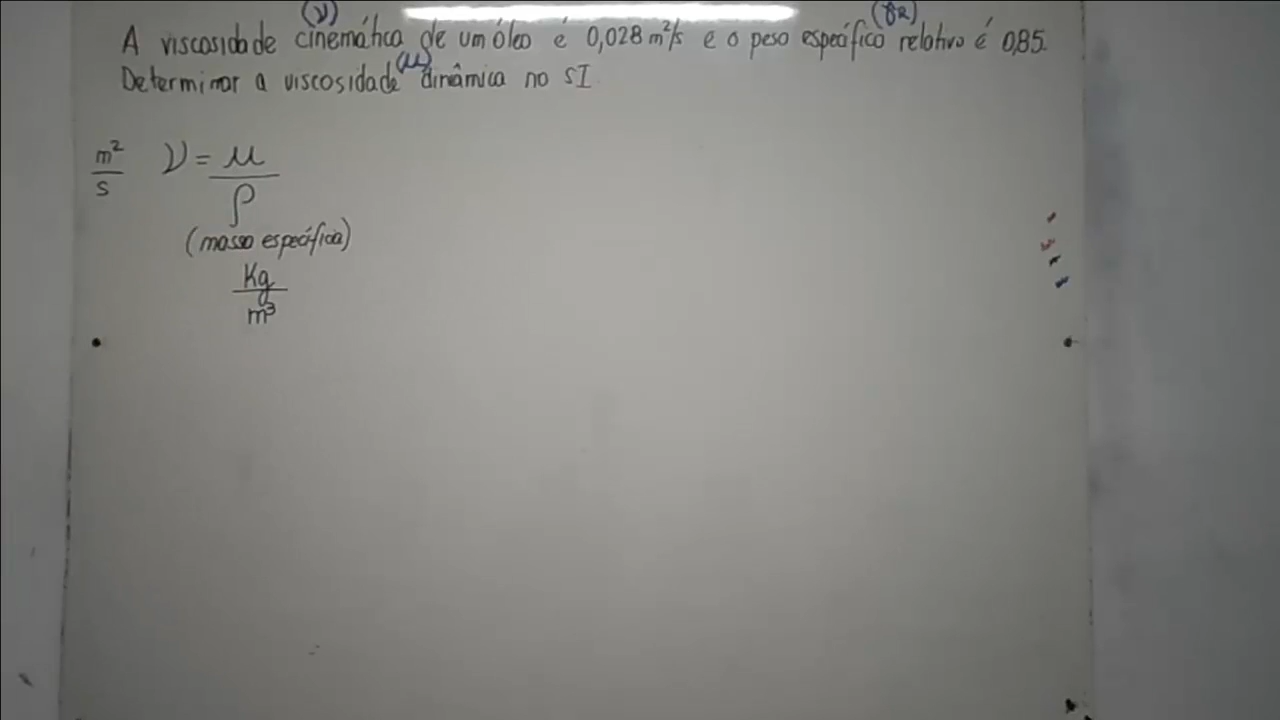 (ν) (γR)
A viscosidade cinemática de um óleo é 0,028 m²/s e o peso específico relativo é 0,85.
(μ)
Determinar a viscosidade dinâmica no SI
m²/s ν = μ/ρ
(massa específica)
Kg/m³